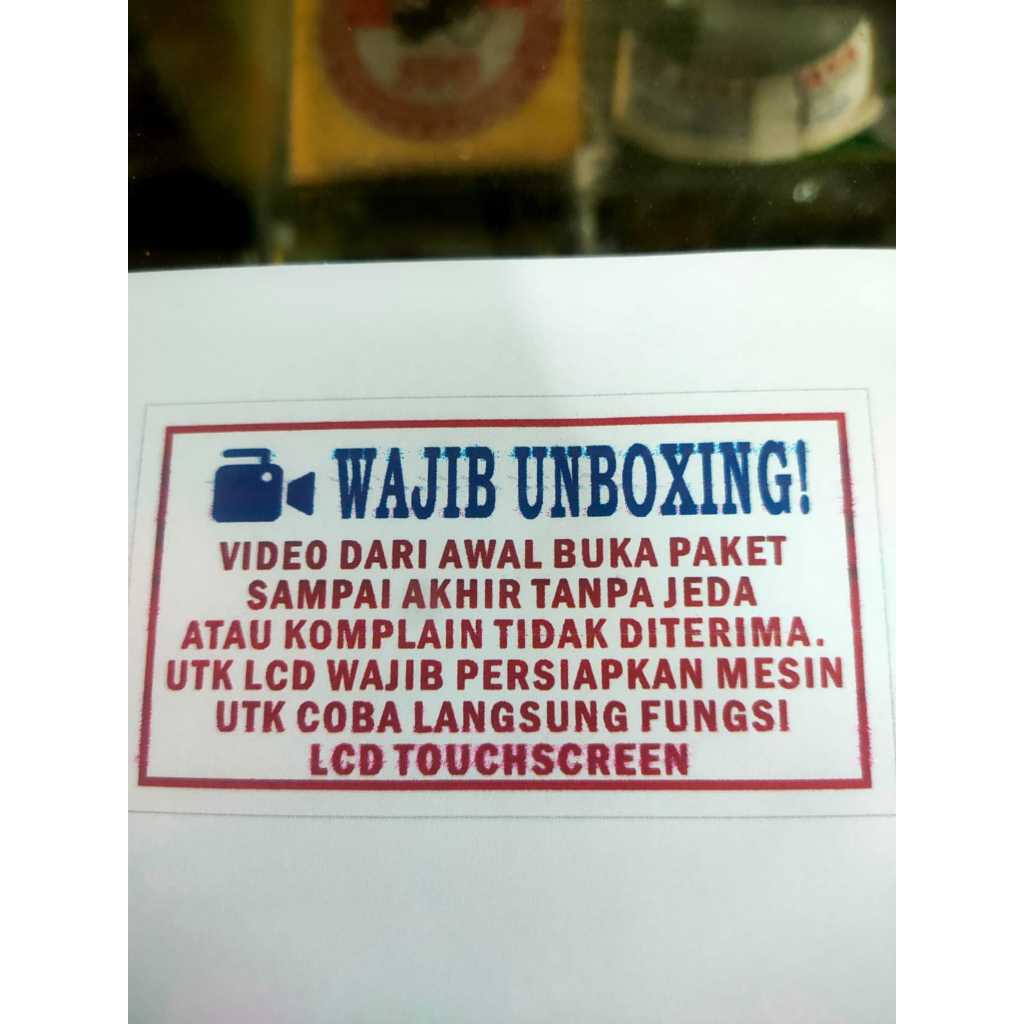 WAJIB UNBOXING!
VIDEO DARI AWAL BUKA PAKET
SAMPAI AKHIR TANPA JEDA
ATAU KOMPLAIN TIDAK DITERIMA.
UTK LCD WAJIB PERSIAPKAN MESIN
UTK COBA LANGSUNG FUNGSI
LCD TOUCHSCREEN